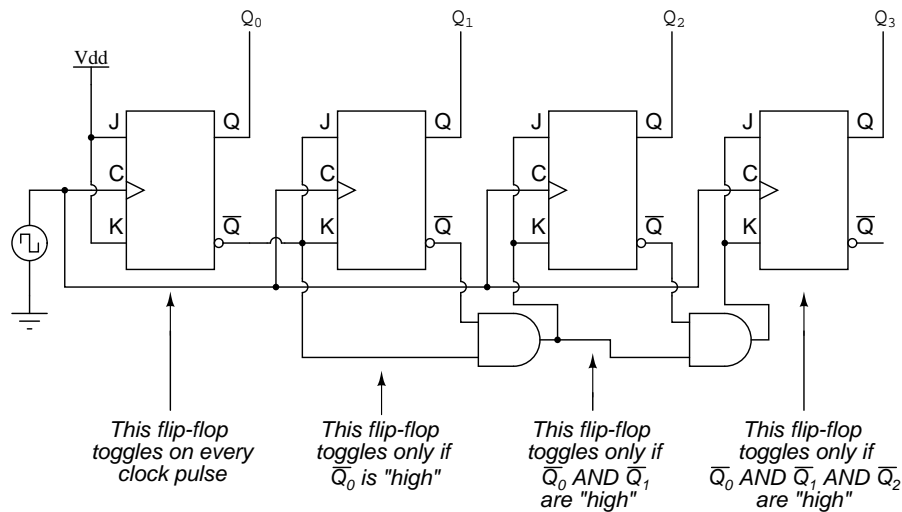 Q0 Q1 Q2 Q3
Vdd
J Q J Q J Q J Q
C C C C
K Q̅ K Q̅ K Q̅ K Q̅
This flip-flop
toggles on every
clock pulse
This flip-flop
toggles only if
Q̅0 is "high"
This flip-flop
toggles only if
Q̅0 AND Q̅1
are "high"
This flip-flop
toggles only if
Q̅0 AND Q̅1 AND Q̅2
are "high"